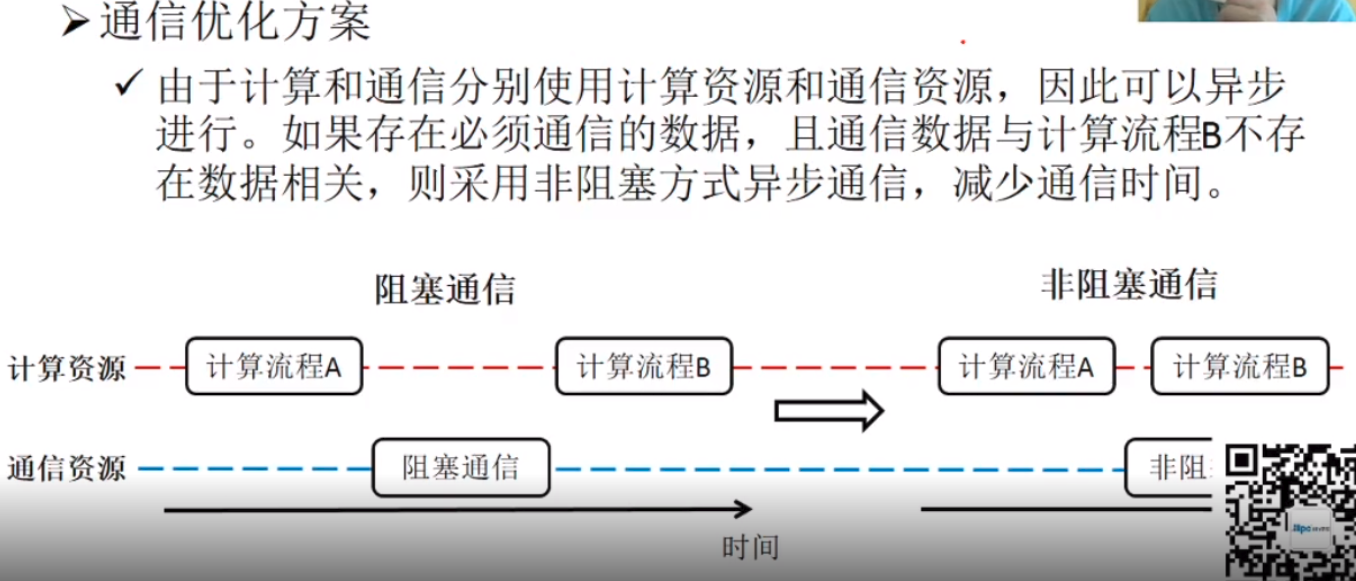 通信优化方案
由于计算和通信分别使用计算资源和通信资源，因此可以异步
进行。如果存在必须通信的数据，且通信数据与计算流程B不存
在数据相关，则采用非阻塞方式异步通信，减少通信时间。
阻塞通信
非阻塞通信
计算资源
计算流程A
计算流程B
计算流程A
计算流程B
通信资源
阻塞通信
非阻
时间